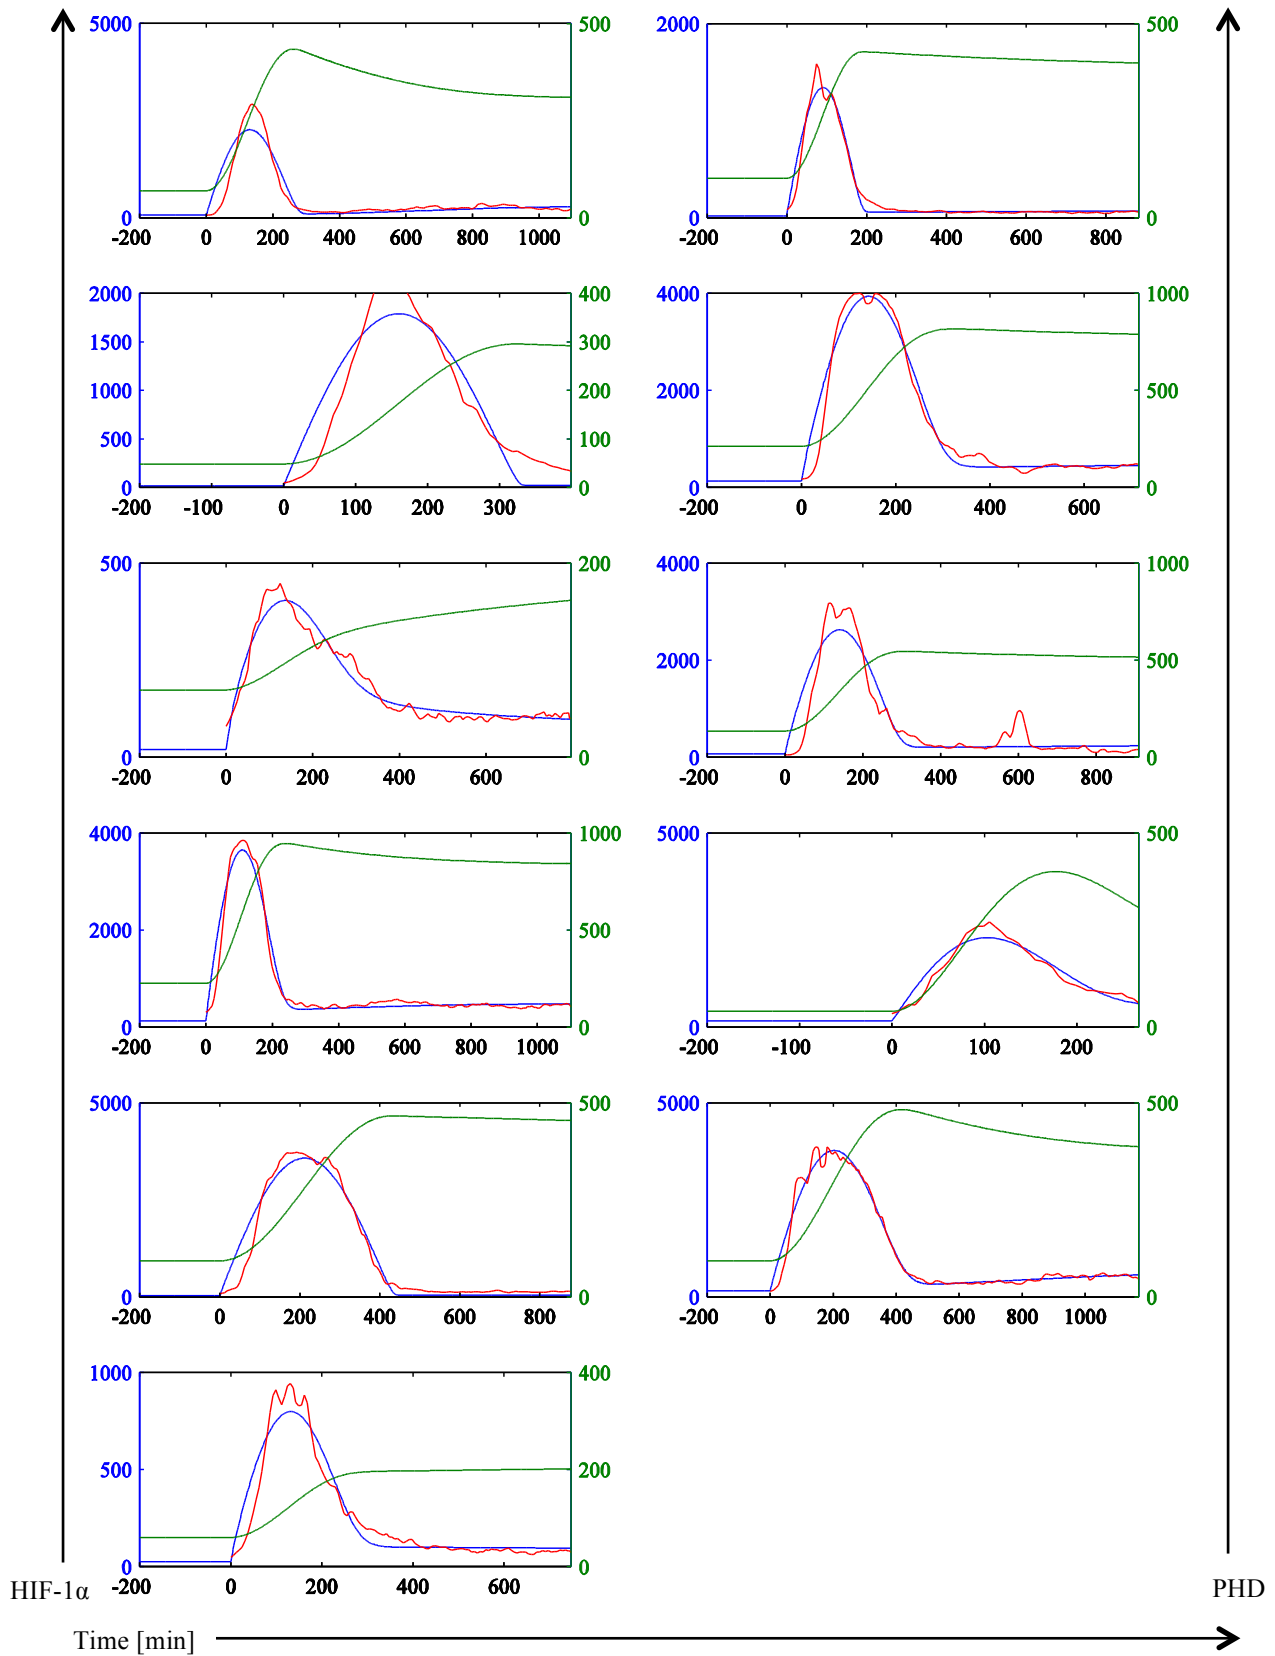 5000 500 2000 500
0 0 0 0
-200 0 200 400 600 800 1000 -200 0 200 400 600 800
2000 400 4000 1000
1500 300
1000 200 2000 500
500 100
0 0 0 0
-200 -100 0 100 200 300 -200 0 200 400 600
500 200 4000 1000
2000 500
0 0 0 0
-200 0 200 400 600 -200 0 200 400 600 800
4000 1000 5000 500
2000 500
0 0 0 0
-200 0 200 400 600 800 1000 -200 -100 0 100 200
5000 500 5000 500
0 0 0 0
-200 0 200 400 600 800 -200 0 200 400 600 800 1000
1000 400
500 200
0 0
-200 0 200 400 600
HIF-1α PHD
Time [min]